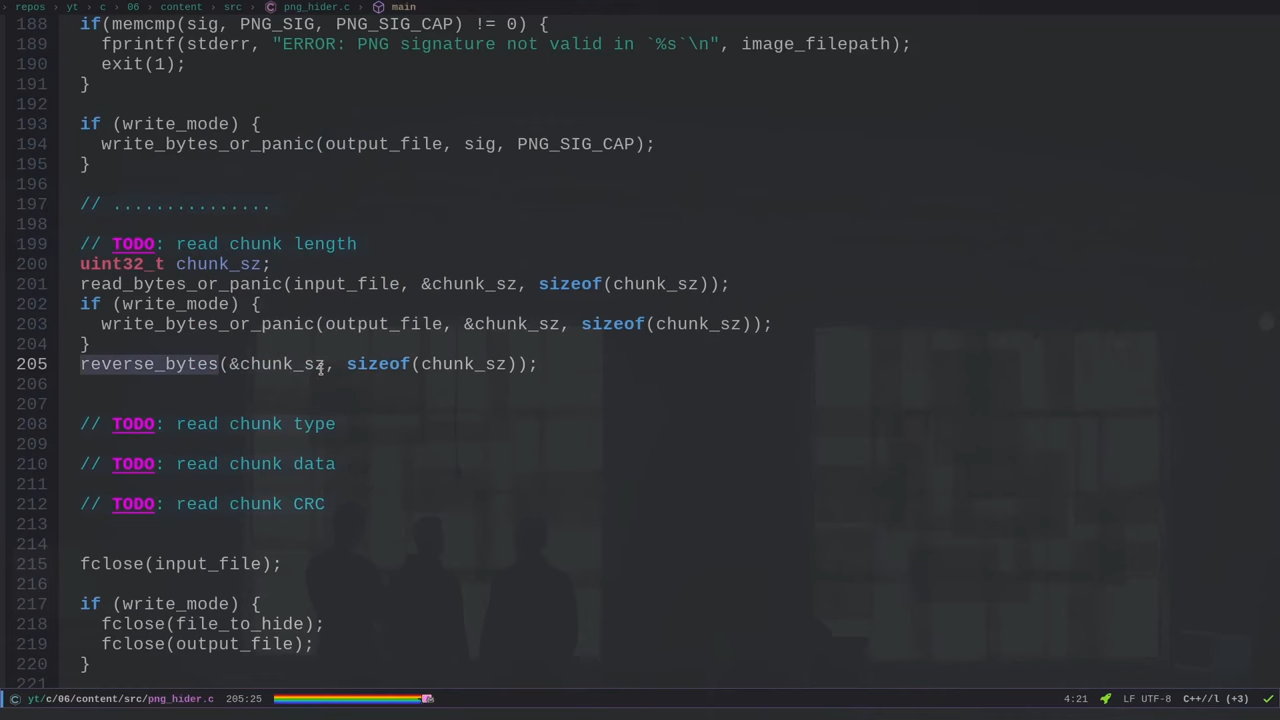 repos > yt > c > 06 > content > src > png_hider.c > main
188 if(memcmp(sig, PNG_SIG, PNG_SIG_CAP) != 0) {
189 fprintf(stderr, "ERROR: PNG signature not valid in `%s`\n", image_filepath);
190 exit(1);
191 }
192
193 if (write_mode) {
194 write_bytes_or_panic(output_file, sig, PNG_SIG_CAP);
195 }
196
197 // ...............
198
199 // TODO: read chunk length
200 uint32_t chunk_sz;
201 read_bytes_or_panic(input_file, &chunk_sz, sizeof(chunk_sz));
202 if (write_mode) {
203 write_bytes_or_panic(output_file, &chunk_sz, sizeof(chunk_sz));
204 }
205 reverse_bytes(&chunk_sz, sizeof(chunk_sz));
206
207
208 // TODO: read chunk type
209
210 // TODO: read chunk data
211
212 // TODO: read chunk CRC
213
214
215 fclose(input_file);
216
217 if (write_mode) {
218 fclose(file_to_hide);
219 fclose(output_file);
220 }
221
yt/c/06/content/src/png_hider.c 205:25 4:21 LF UTF-8 C++//l (+3)